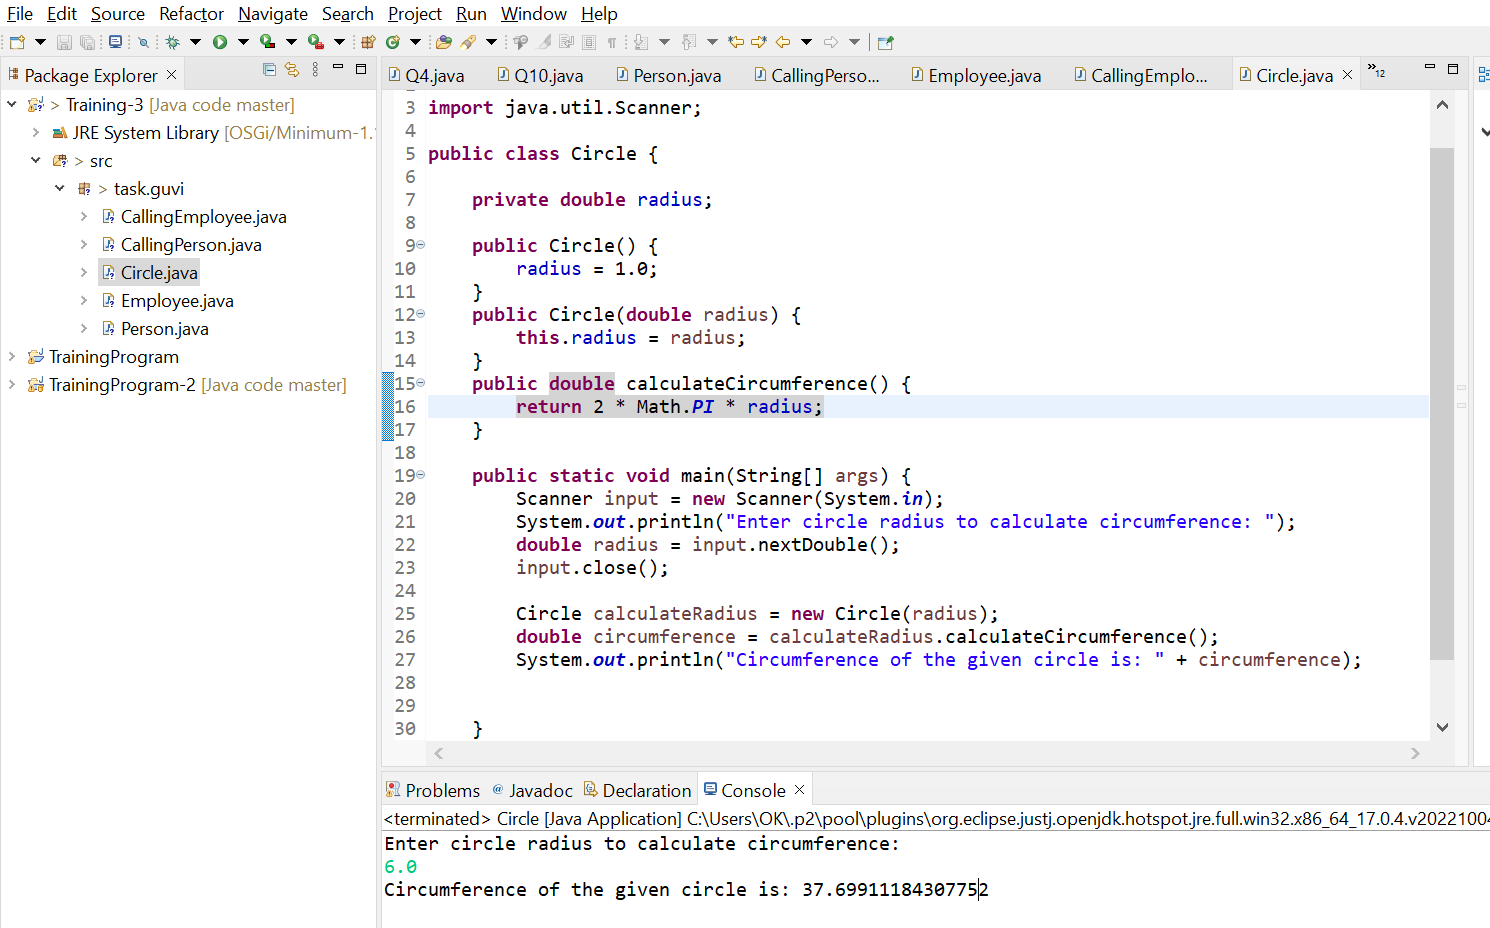 File Edit Source Refactor Navigate Search Project Run Window Help
Package Explorer
Q4.java Q10.java Person.java CallingPerso... Employee.java CallingEmplo... Circle.java 12
> Training-3 [Java code master]
JRE System Library [OSGi/Minimum-1.
> src
> task.guvi
CallingEmployee.java
CallingPerson.java
Circle.java
Employee.java
Person.java
TrainingProgram
TrainingProgram-2 [Java code master]
3 import java.util.Scanner;
4
5 public class Circle {
6
7 private double radius;
8
9 public Circle() {
10 radius = 1.0;
11 }
12 public Circle(double radius) {
13 this.radius = radius;
14 }
15 public double calculateCircumference() {
16 return 2 * Math.PI * radius;
17 }
18
19 public static void main(String[] args) {
20 Scanner input = new Scanner(System.in);
21 System.out.println("Enter circle radius to calculate circumference: ");
22 double radius = input.nextDouble();
23 input.close();
24
25 Circle calculateRadius = new Circle(radius);
26 double circumference = calculateRadius.calculateCircumference();
27 System.out.println("Circumference of the given circle is: " + circumference);
28
29
30 }
Problems @ Javadoc Declaration Console
<terminated> Circle [Java Application] C:\Users\OK\.p2\pool\plugins\org.eclipse.justj.openjdk.hotspot.jre.full.win32.x86_64_17.0.4.v2022100
Enter circle radius to calculate circumference:
6.0
Circumference of the given circle is: 37.69911184307752